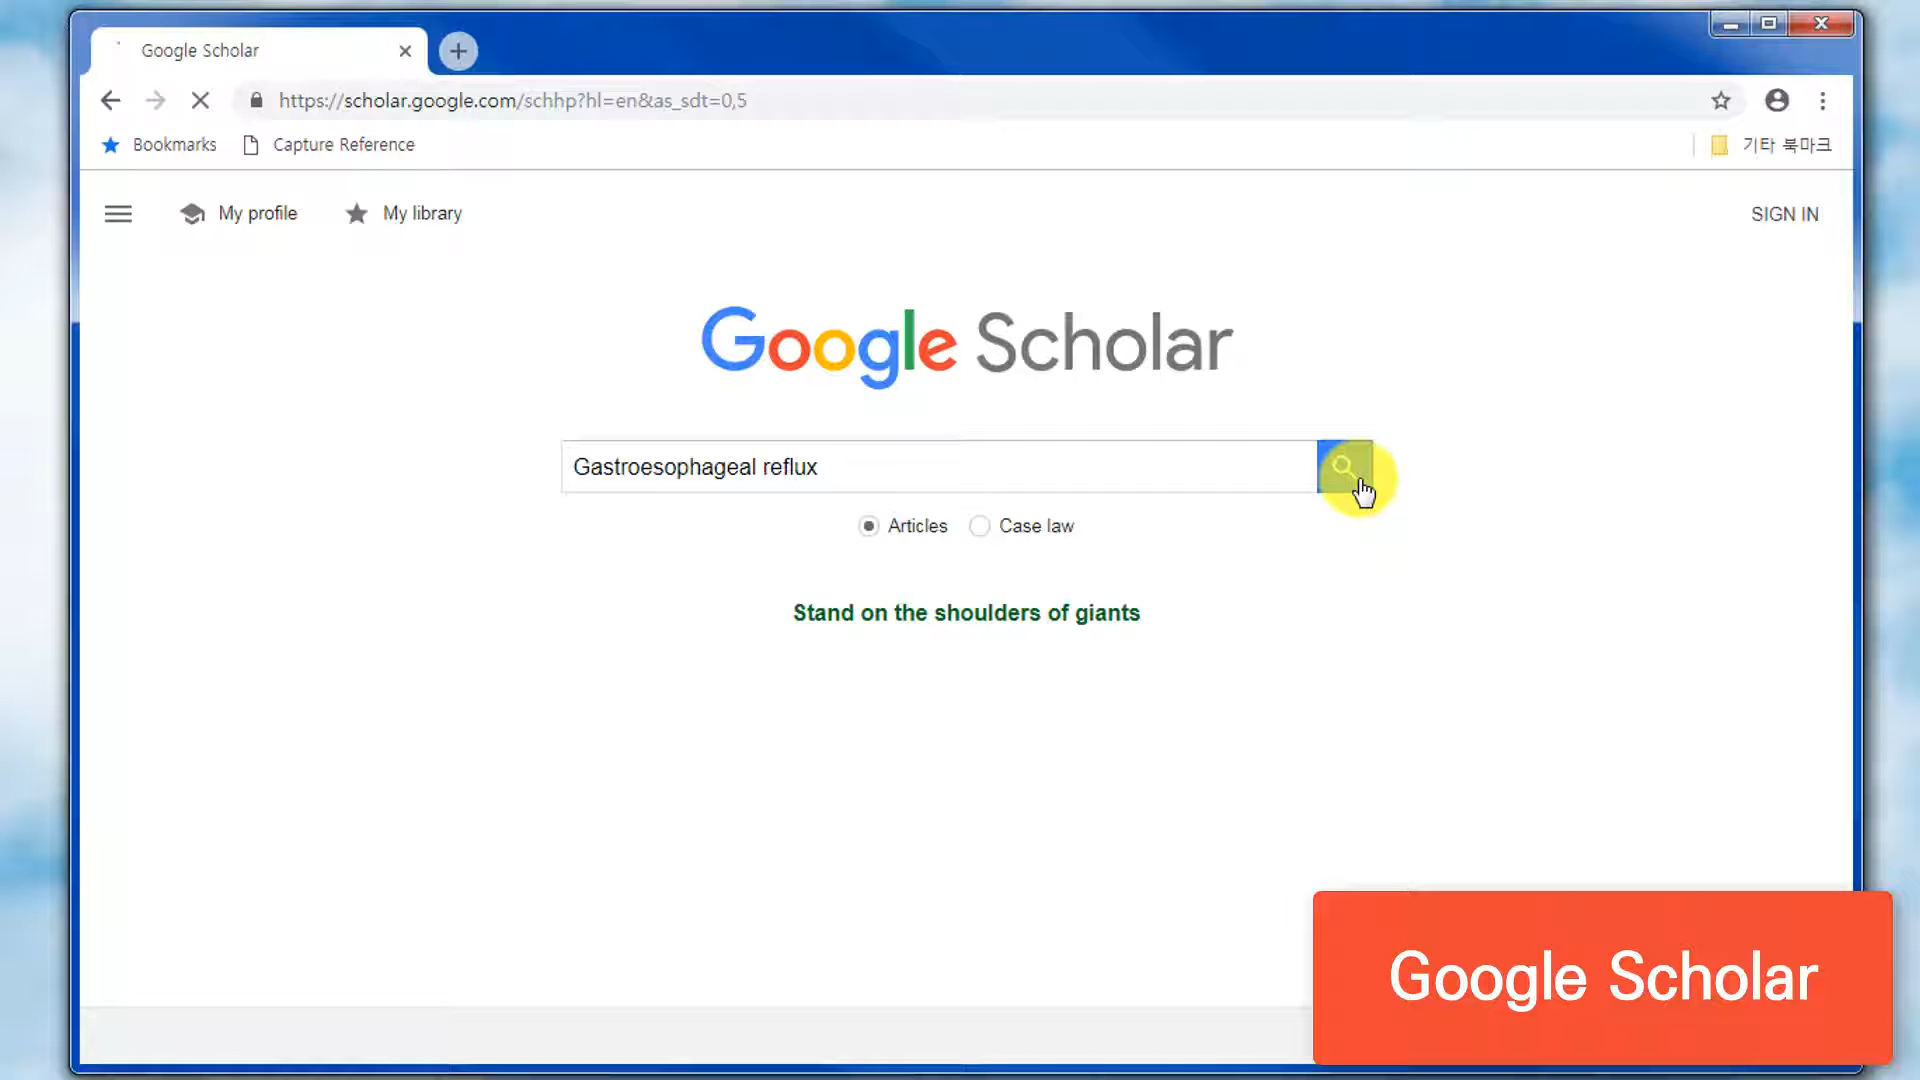 Google Scholar
https://scholar.google.com/schhp?hl=en&as_sdt=0,5
Bookmarks
Capture Reference
기타 북마크
My profile
My library
SIGN IN
Google Scholar
Gastroesophageal reflux
Articles
Case law
Stand on the shoulders of giants
Google Scholar